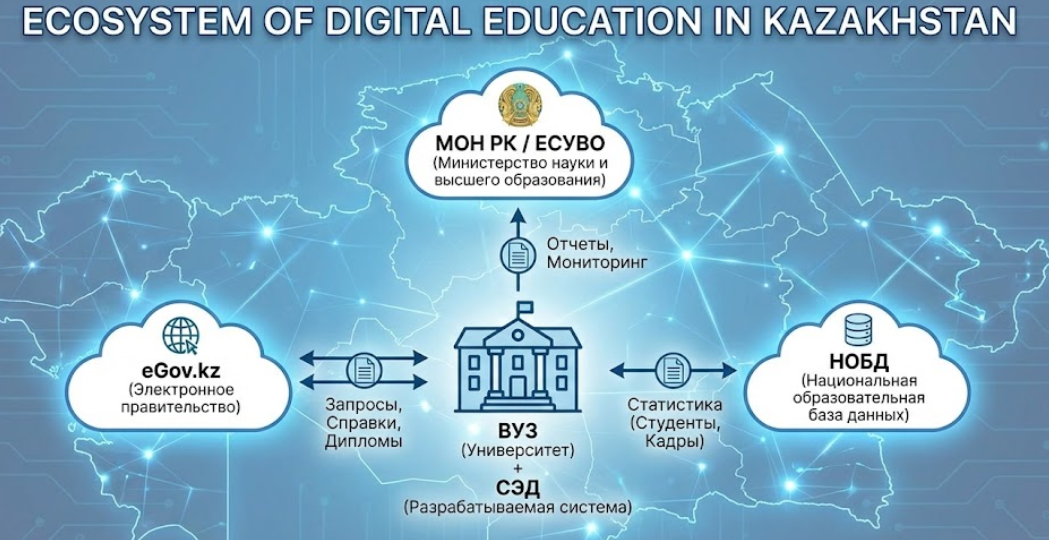 ECOSYSTEM OF DIGITAL EDUCATION IN KAZAKHSTAN
МОН РК / ЕСУВО
(Министерство науки и
высшего образования)
Отчеты,
Мониторинг
eGov.kz
(Электронное
правительство)
Запросы,
Справки,
Дипломы
ВУЗ
(Университет)
+
СЭД
(Разрабатываемая система)
Статистика
(Студенты,
Кадры)
НОБД
(Национальная
образовательная
база данных)